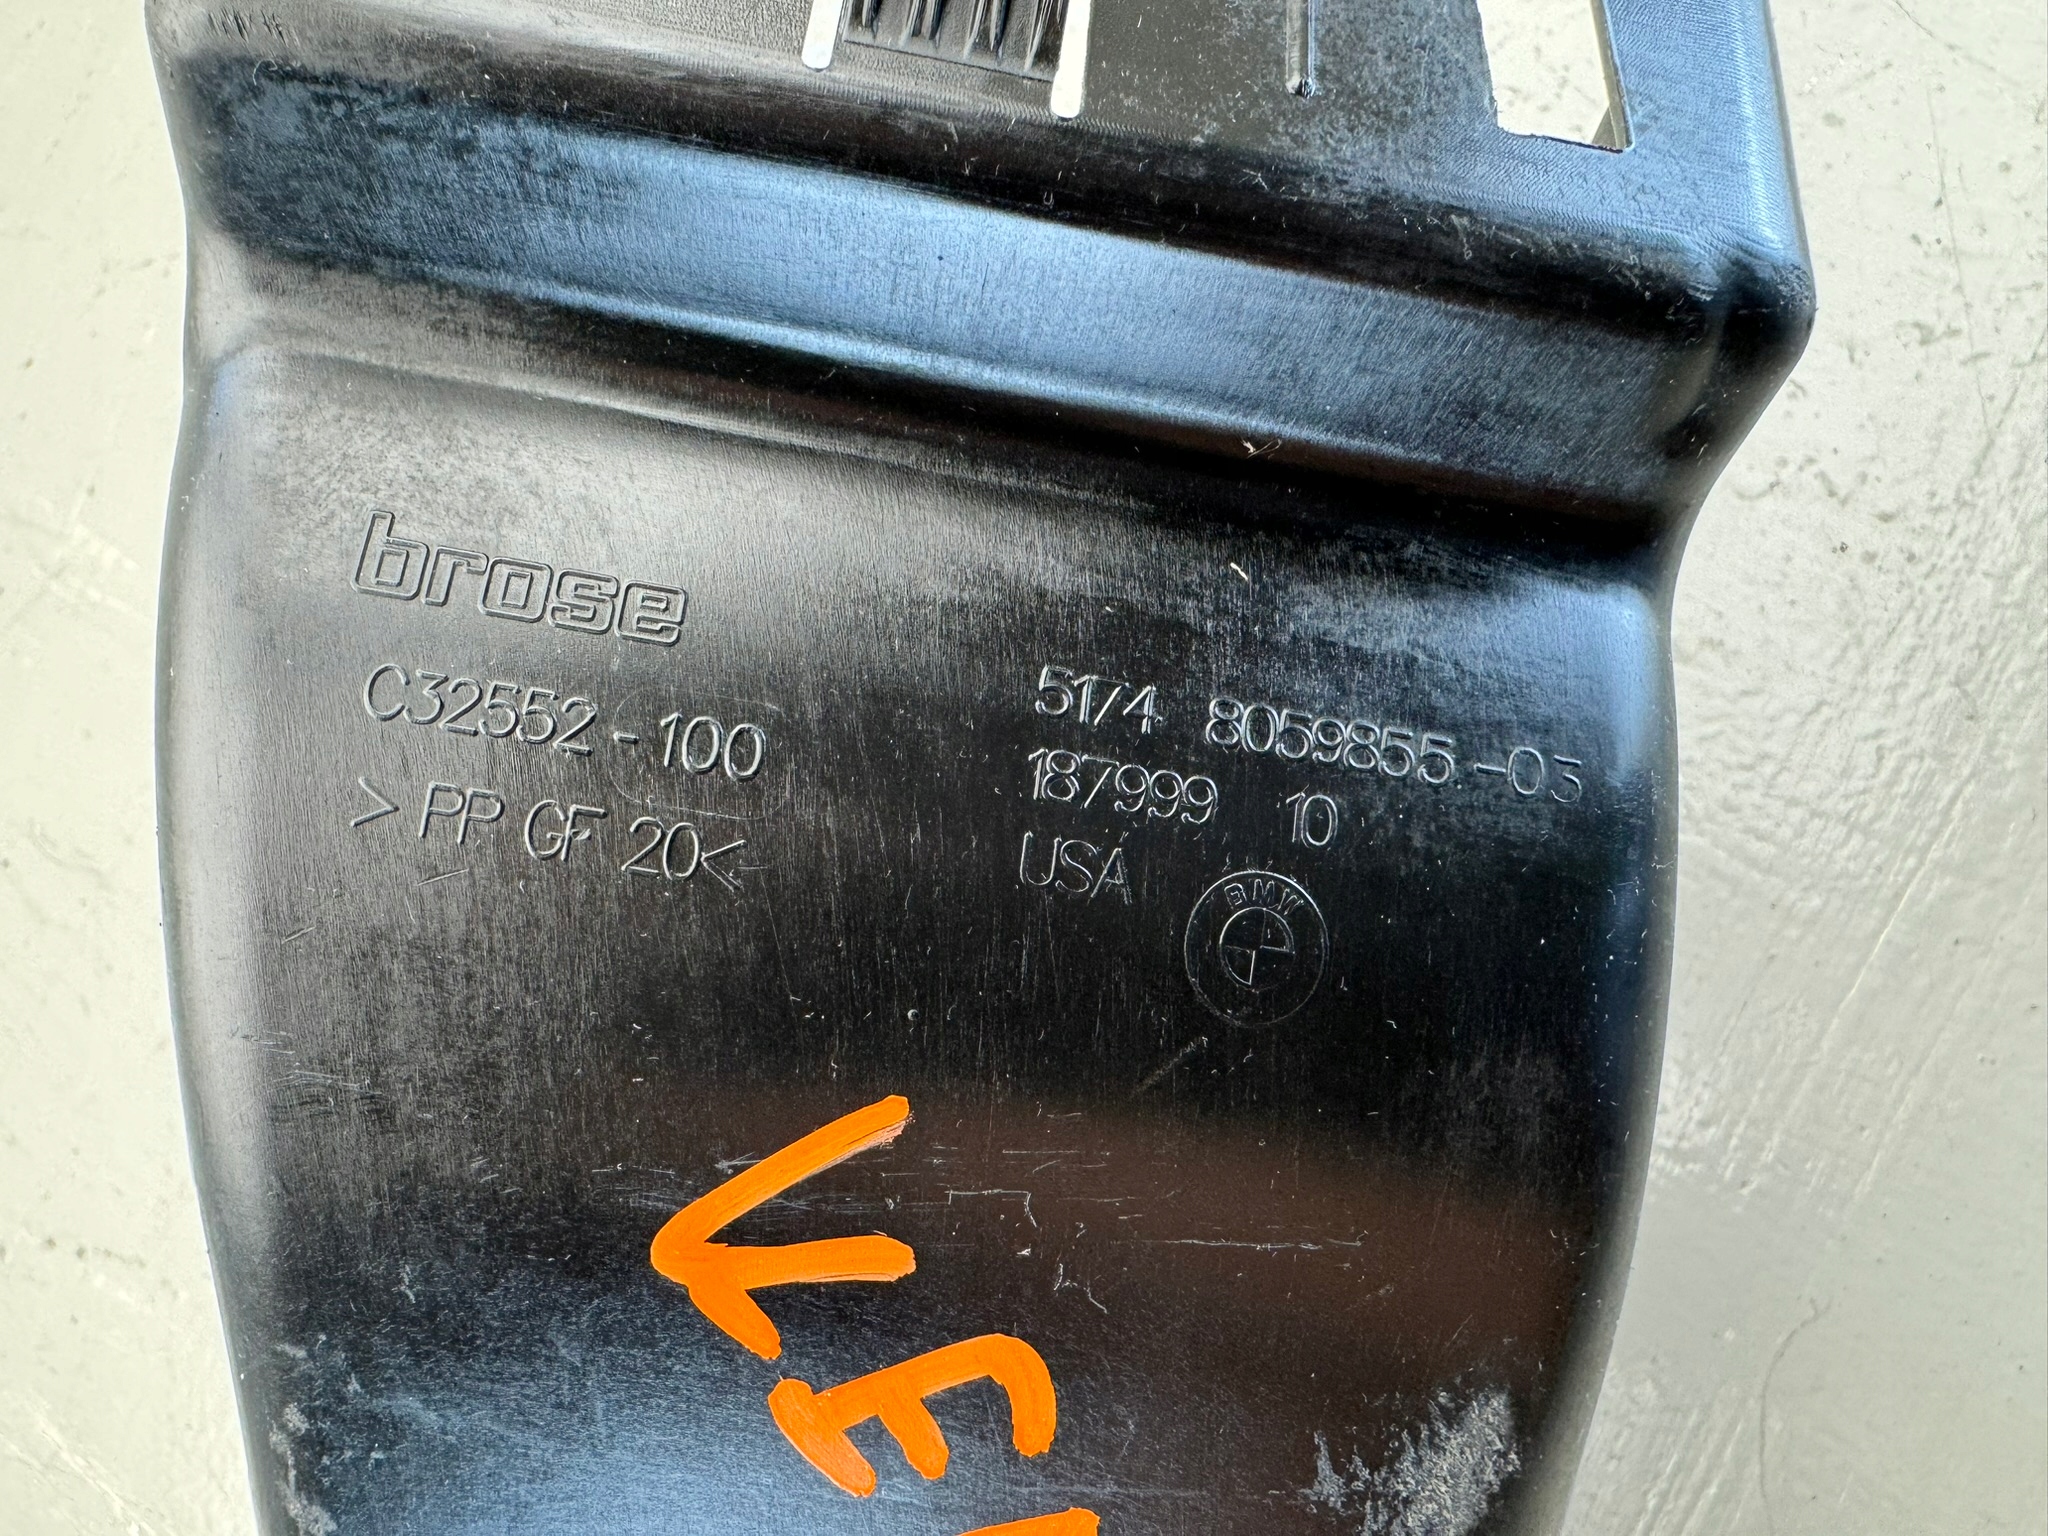 brose
C32552-100
>PP GF 20<
5174 8059855-03
187999 10
USA
BMW